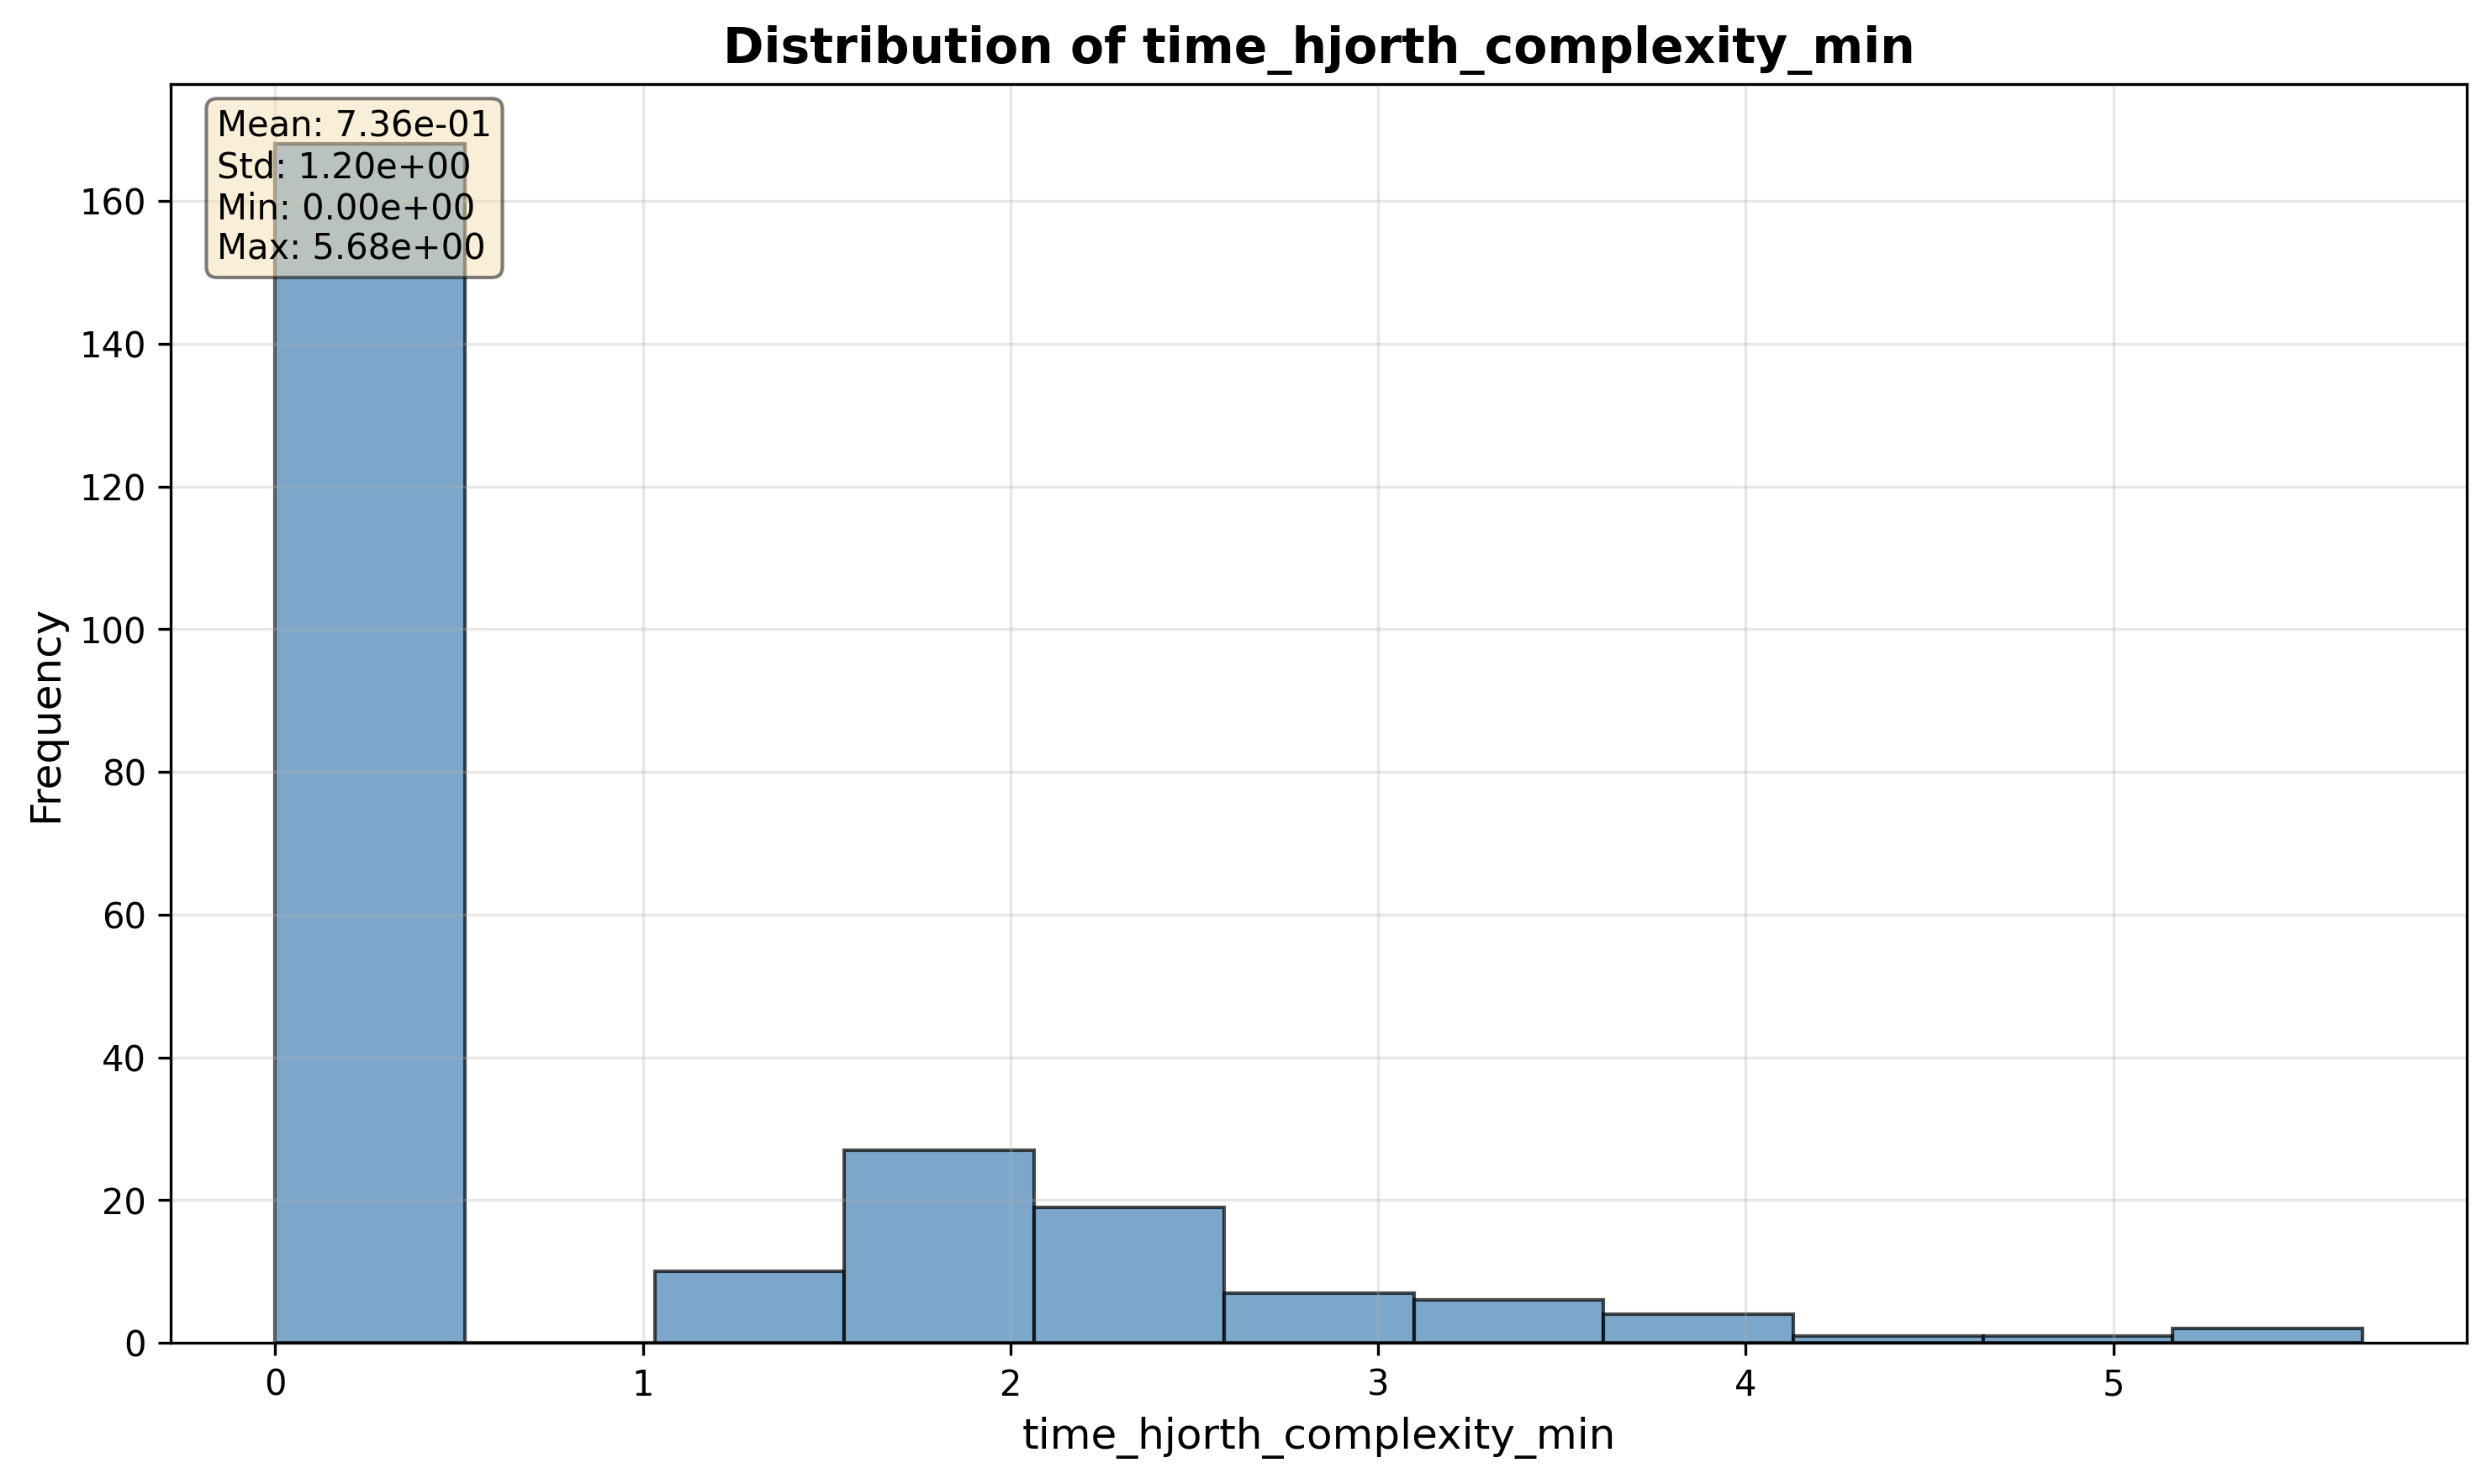 Distribution of time_hjorth_complexity_min
Mean: 7.36e-01
Std: 1.20e+00
Min: 0.00e+00
Max: 5.68e+00
Frequency
160
140
120
100
80
60
40
20
0
0 1 2 3 4 5
time_hjorth_complexity_min